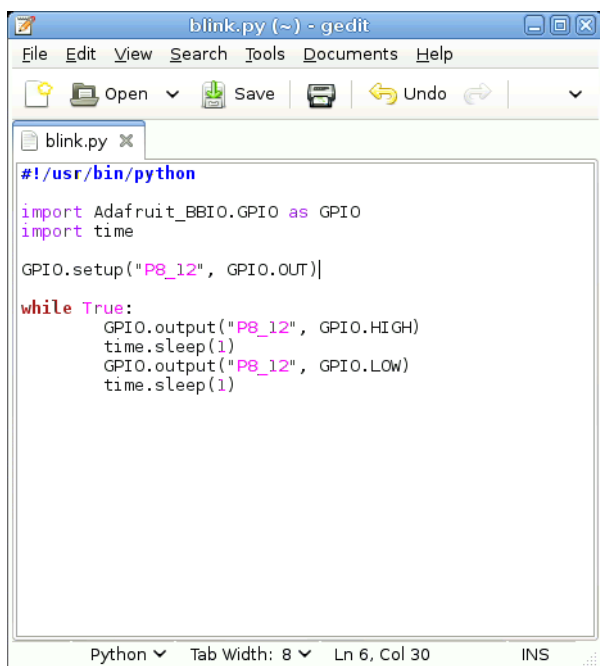 blink.py (~) - gedit
File Edit View Search Tools Documents Help
Open Save Undo
blink.py
#!/usr/bin/python
import Adafruit_BBIO.GPIO as GPIO
import time
GPIO.setup("P8_12", GPIO.OUT)
while True:
        GPIO.output("P8_12", GPIO.HIGH)
        time.sleep(1)
        GPIO.output("P8_12", GPIO.LOW)
        time.sleep(1)
Python Tab Width: 8 Ln 6, Col 30 INS